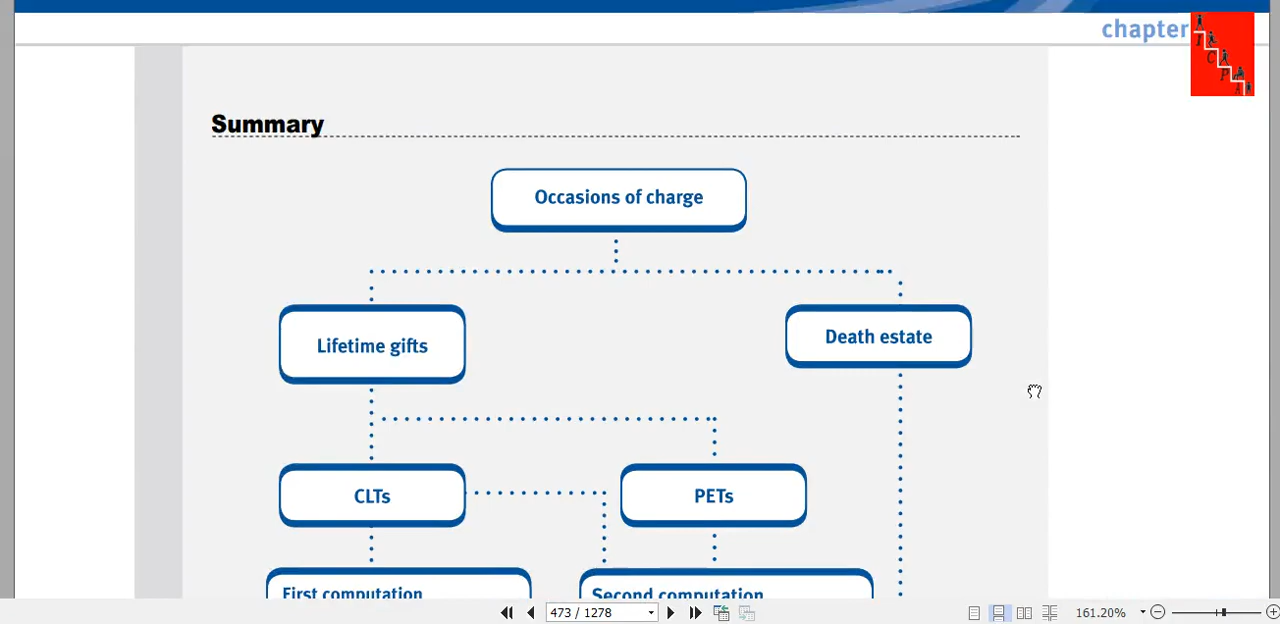 chapter
I
C
P
A
Summary
Occasions of charge
Lifetime gifts
Death estate
CLTs
PETs
First computation
Second computation
473 / 1278
161.20%